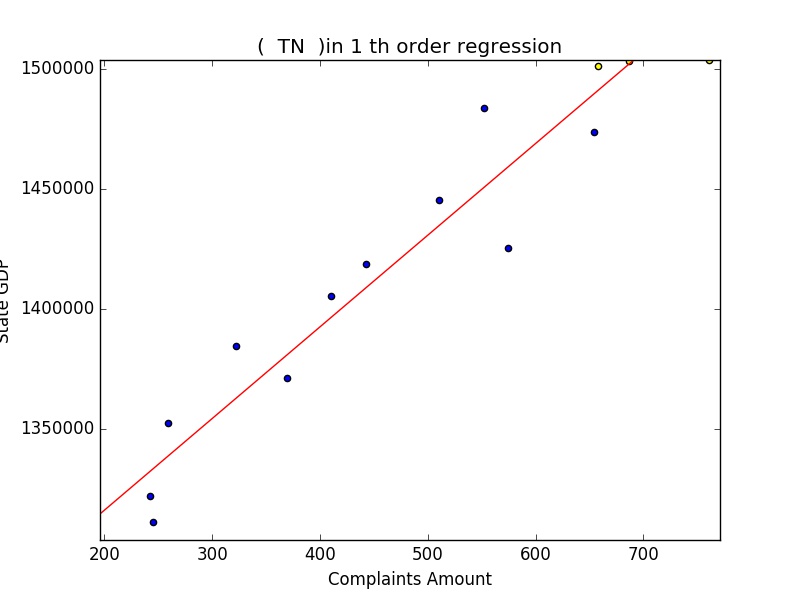 (  TN  )in 1 th order regression
1500000
1450000
1400000
1350000
State GDP
200 300 400 500 600 700
Complaints Amount